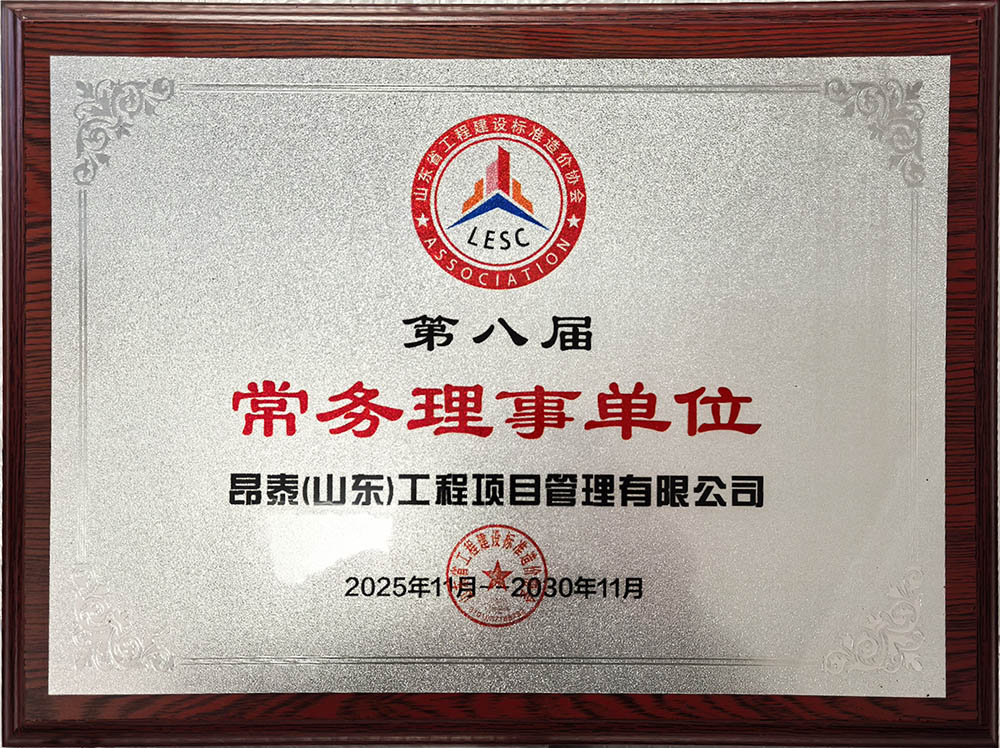 山东省工程建设标准造价协会
LESC
ASSOCIATION
第八届
常务理事单位
昂泰(山东)工程项目管理有限公司
2025年11月--2030年11月